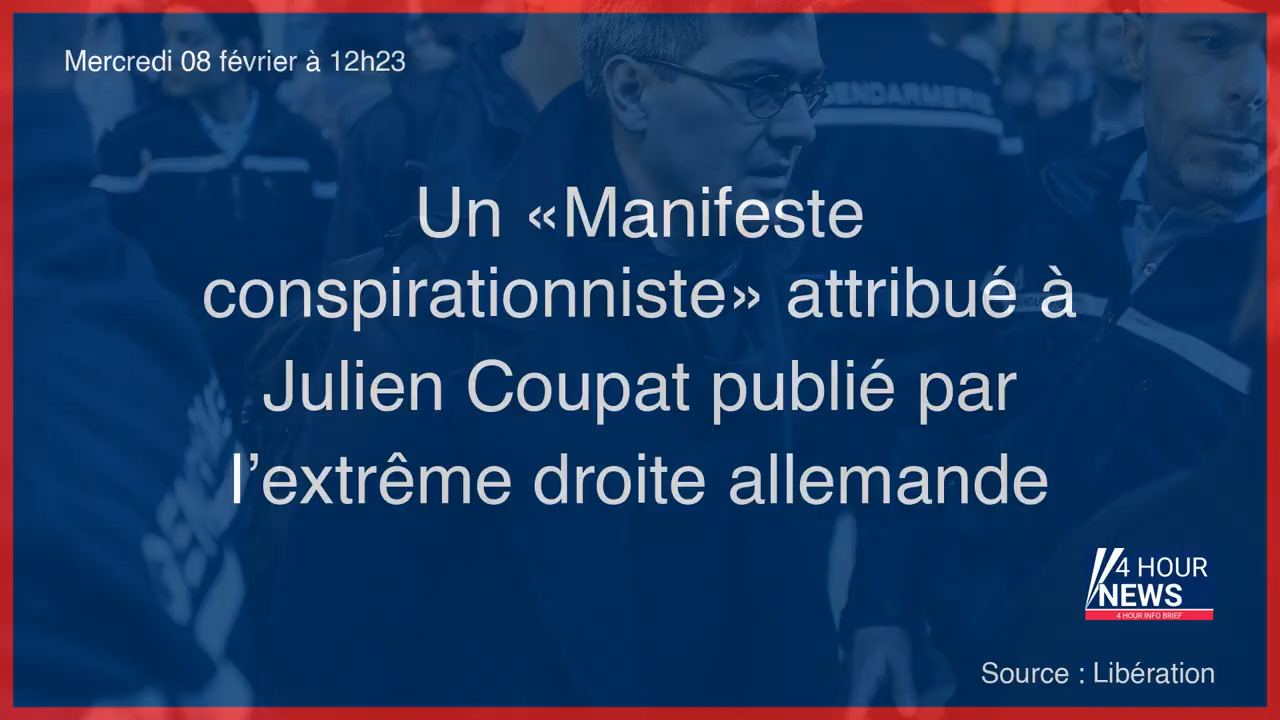 Mercredi 08 février à 12h23
GENDARMERIE
Un «Manifeste
conspirationniste» attribué à
Julien Coupat publié par
l’extrême droite allemande
4 HOUR
NEWS
4 HOUR INFO BRIEF
Source : Libération